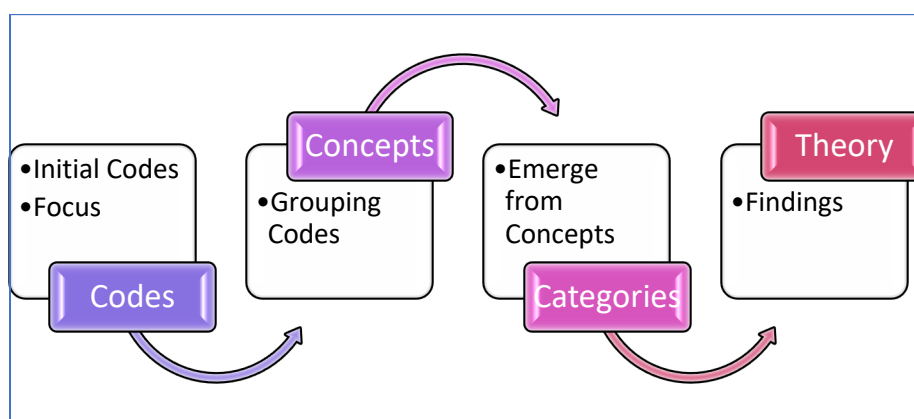 •Initial Codes
•Focus
Codes
Concepts
•Grouping
Codes
•Emerge
from
Concepts
Categories
Theory
•Findings